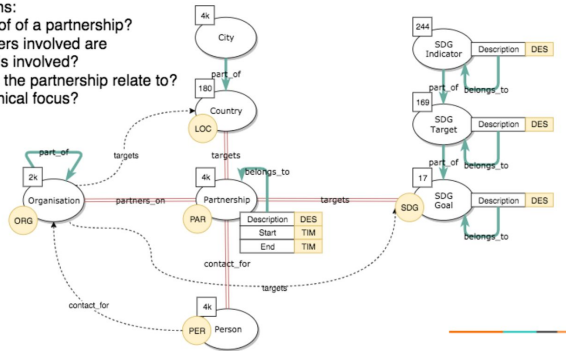 ns:
of of a partnership?
ers involved are
s involved?
the partnership relate to?
nical focus?
4k
City
part_of
180
Country
LOC
targets
part_of
targets
belongs_to
2k
Organisation
ORG
partners_on
4k
Partnership
PAR
Description DES
Start TIM
End TIM
targets
contact_for
targets
contact_for
4k
PER
Person
244
SDG
Indicator
Description DES
part_of
belongs_to
169
SDG
Target
Description DES
part_of
belongs_to
17
SDG
SDG
Goal
Description DES
belongs_to